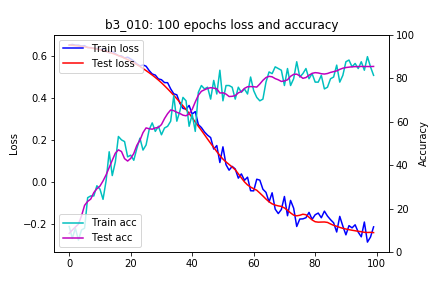 b3_010: 100 epochs loss and accuracy
Train loss
Test loss
Train acc
Test acc
Loss
Accuracy
0.6
0.4
0.2
0.0
−0.2
100
80
60
40
20
0
0 20 40 60 80 100